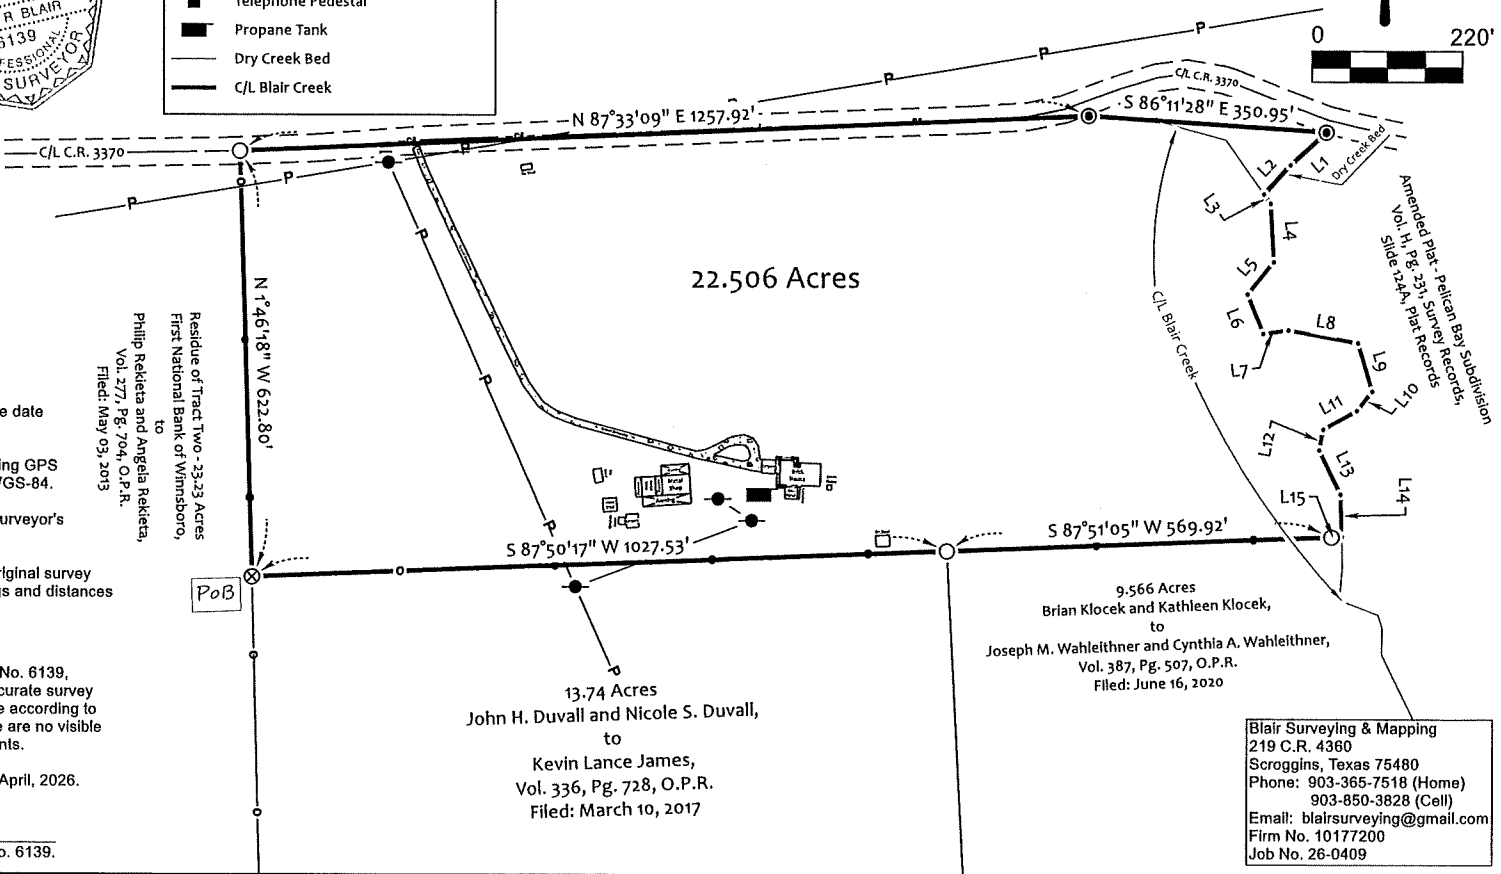 R BLAIR
6139
FESSIONAL
SURVEYOR
Telephone Pedestal
Propane Tank
Dry Creek Bed
C/L Blair Creek
0 220'
P
P
P
C/L C.R. 3370
N 87°33'09" E 1257.92'
S 86°11'28" E 350.95'
C/L C.R. 3370
P
P
P
P
L2
L1
Dry Creek Bed
L3
L4
L5
L6
L7
L8
L9
L10
L11
L12
L13
L14
L15
Amended Plat - Pelican Bay Subdivision
Vol. H, Pg. 231, Survey Records,
Slide 124A, Plat Records
C/L Blair Creek
22.506 Acres
N 1°46'18" W 622.80'
Residue of Tract Two - 23.23 Acres
First National Bank of Winnsboro,
to
Philip Rekieta and Angela Rekieta,
Vol. 277, Pg. 704, O.P.R.
Filed: May 03, 2013
P
P
Metal
Shop
Awning
Brick
House
S 87°50'17" W 1027.53'
S 87°51'05" W 569.92'
POB
P
e date
ing GPS
/GS-84.
urveyor's
riginal survey
gs and distances
No. 6139,
curate survey
e according to
e are no visible
nts.
April, 2026.
o. 6139.
13.74 Acres
John H. Duvall and Nicole S. Duvall,
to
Kevin Lance James,
Vol. 336, Pg. 728, O.P.R.
Filed: March 10, 2017
9.566 Acres
Brian Klocek and Kathleen Klocek,
to
Joseph M. Wahleithner and Cynthia A. Wahleithner,
Vol. 387, Pg. 507, O.P.R.
Filed: June 16, 2020
Blair Surveying & Mapping
219 C.R. 4360
Scroggins, Texas 75480
Phone: 903-365-7518 (Home)
903-850-3828 (Cell)
Email: blairsurveying@gmail.com
Firm No. 10177200
Job No. 26-0409